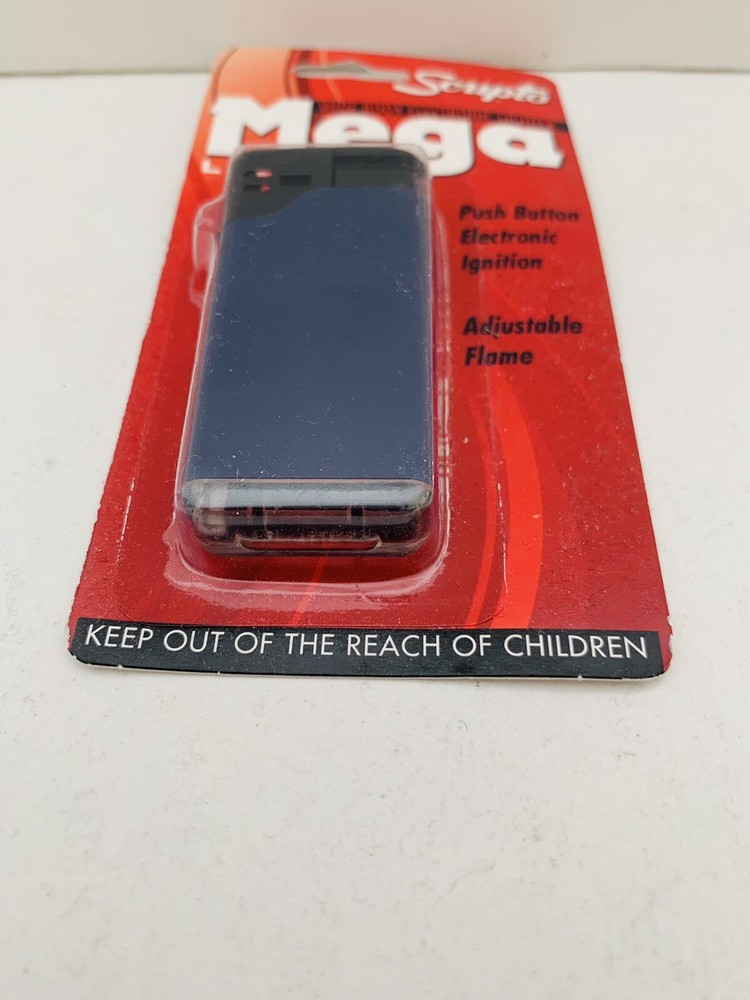 Scripto
Mega
L
Push Button
Electronic
Ignition
Adjustable
Flame
KEEP OUT OF THE REACH OF CHILDREN